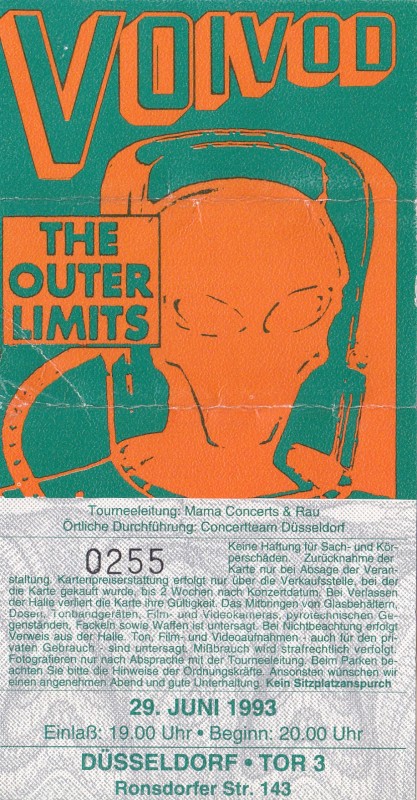 VOIVOD
THE
OUTER
LIMITS
Tourneeleitung: Mama Concerts & Rau
Örtliche Durchführung: Concertteam Düsseldorf
0255
Keine Haftung für Sach- und Kör-
perschäden. Zurücknahme der
Karte nur bei Absage der Veran-
staltung. Kartenpreiserstattung erfolgt nur über die Verkaufsstelle, bei der
die Karte gekauft wurde, bis 2 Wochen nach Konzertdatum. Bei Verlassen
der Halle verliert die Karte ihre Gültigkeit. Das Mitbringen von Glasbehältern,
Dosen, Tonbandgeräten, Film- und Videokameras, pyrotechnischen Ge-
genständen, Fackeln sowie Waffen ist untersagt. Bei Nichtbeachtung erfolgt
Verweis aus der Halle. Ton, Film- und Videoaufnahmen - auch für den pri-
vaten Gebrauch - sind untersagt, Mißbrauch wird strafrechtlich verfolgt.
Fotografieren nur nach Absprache mit der Tourneeleitung. Beim Parken be-
achten Sie bitte die Hinweise der Ordnungskräfte. Ansonsten wünschen wir
einen angenehmen Abend und gute Unterhaltung. Kein Sitzplatzanspurch
29. JUNI 1993
Einlaß: 19.00 Uhr • Beginn: 20.00 Uhr
DÜSSELDORF • TOR 3
Ronsdorfer Str. 143